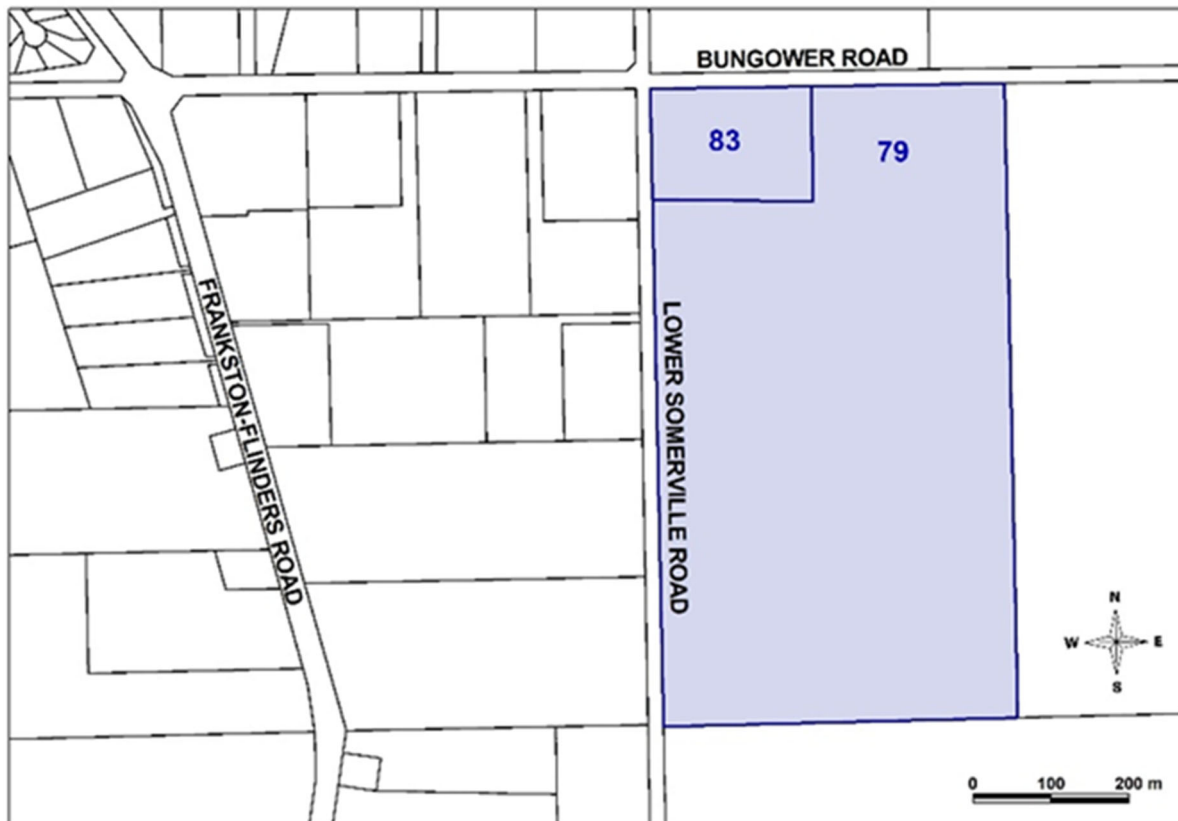 BUNGOWER ROAD
83
79
FRANKSTON-FLINDERS ROAD
LOWER SOMERVILLE ROAD
N
W E
S
0 100 200 m